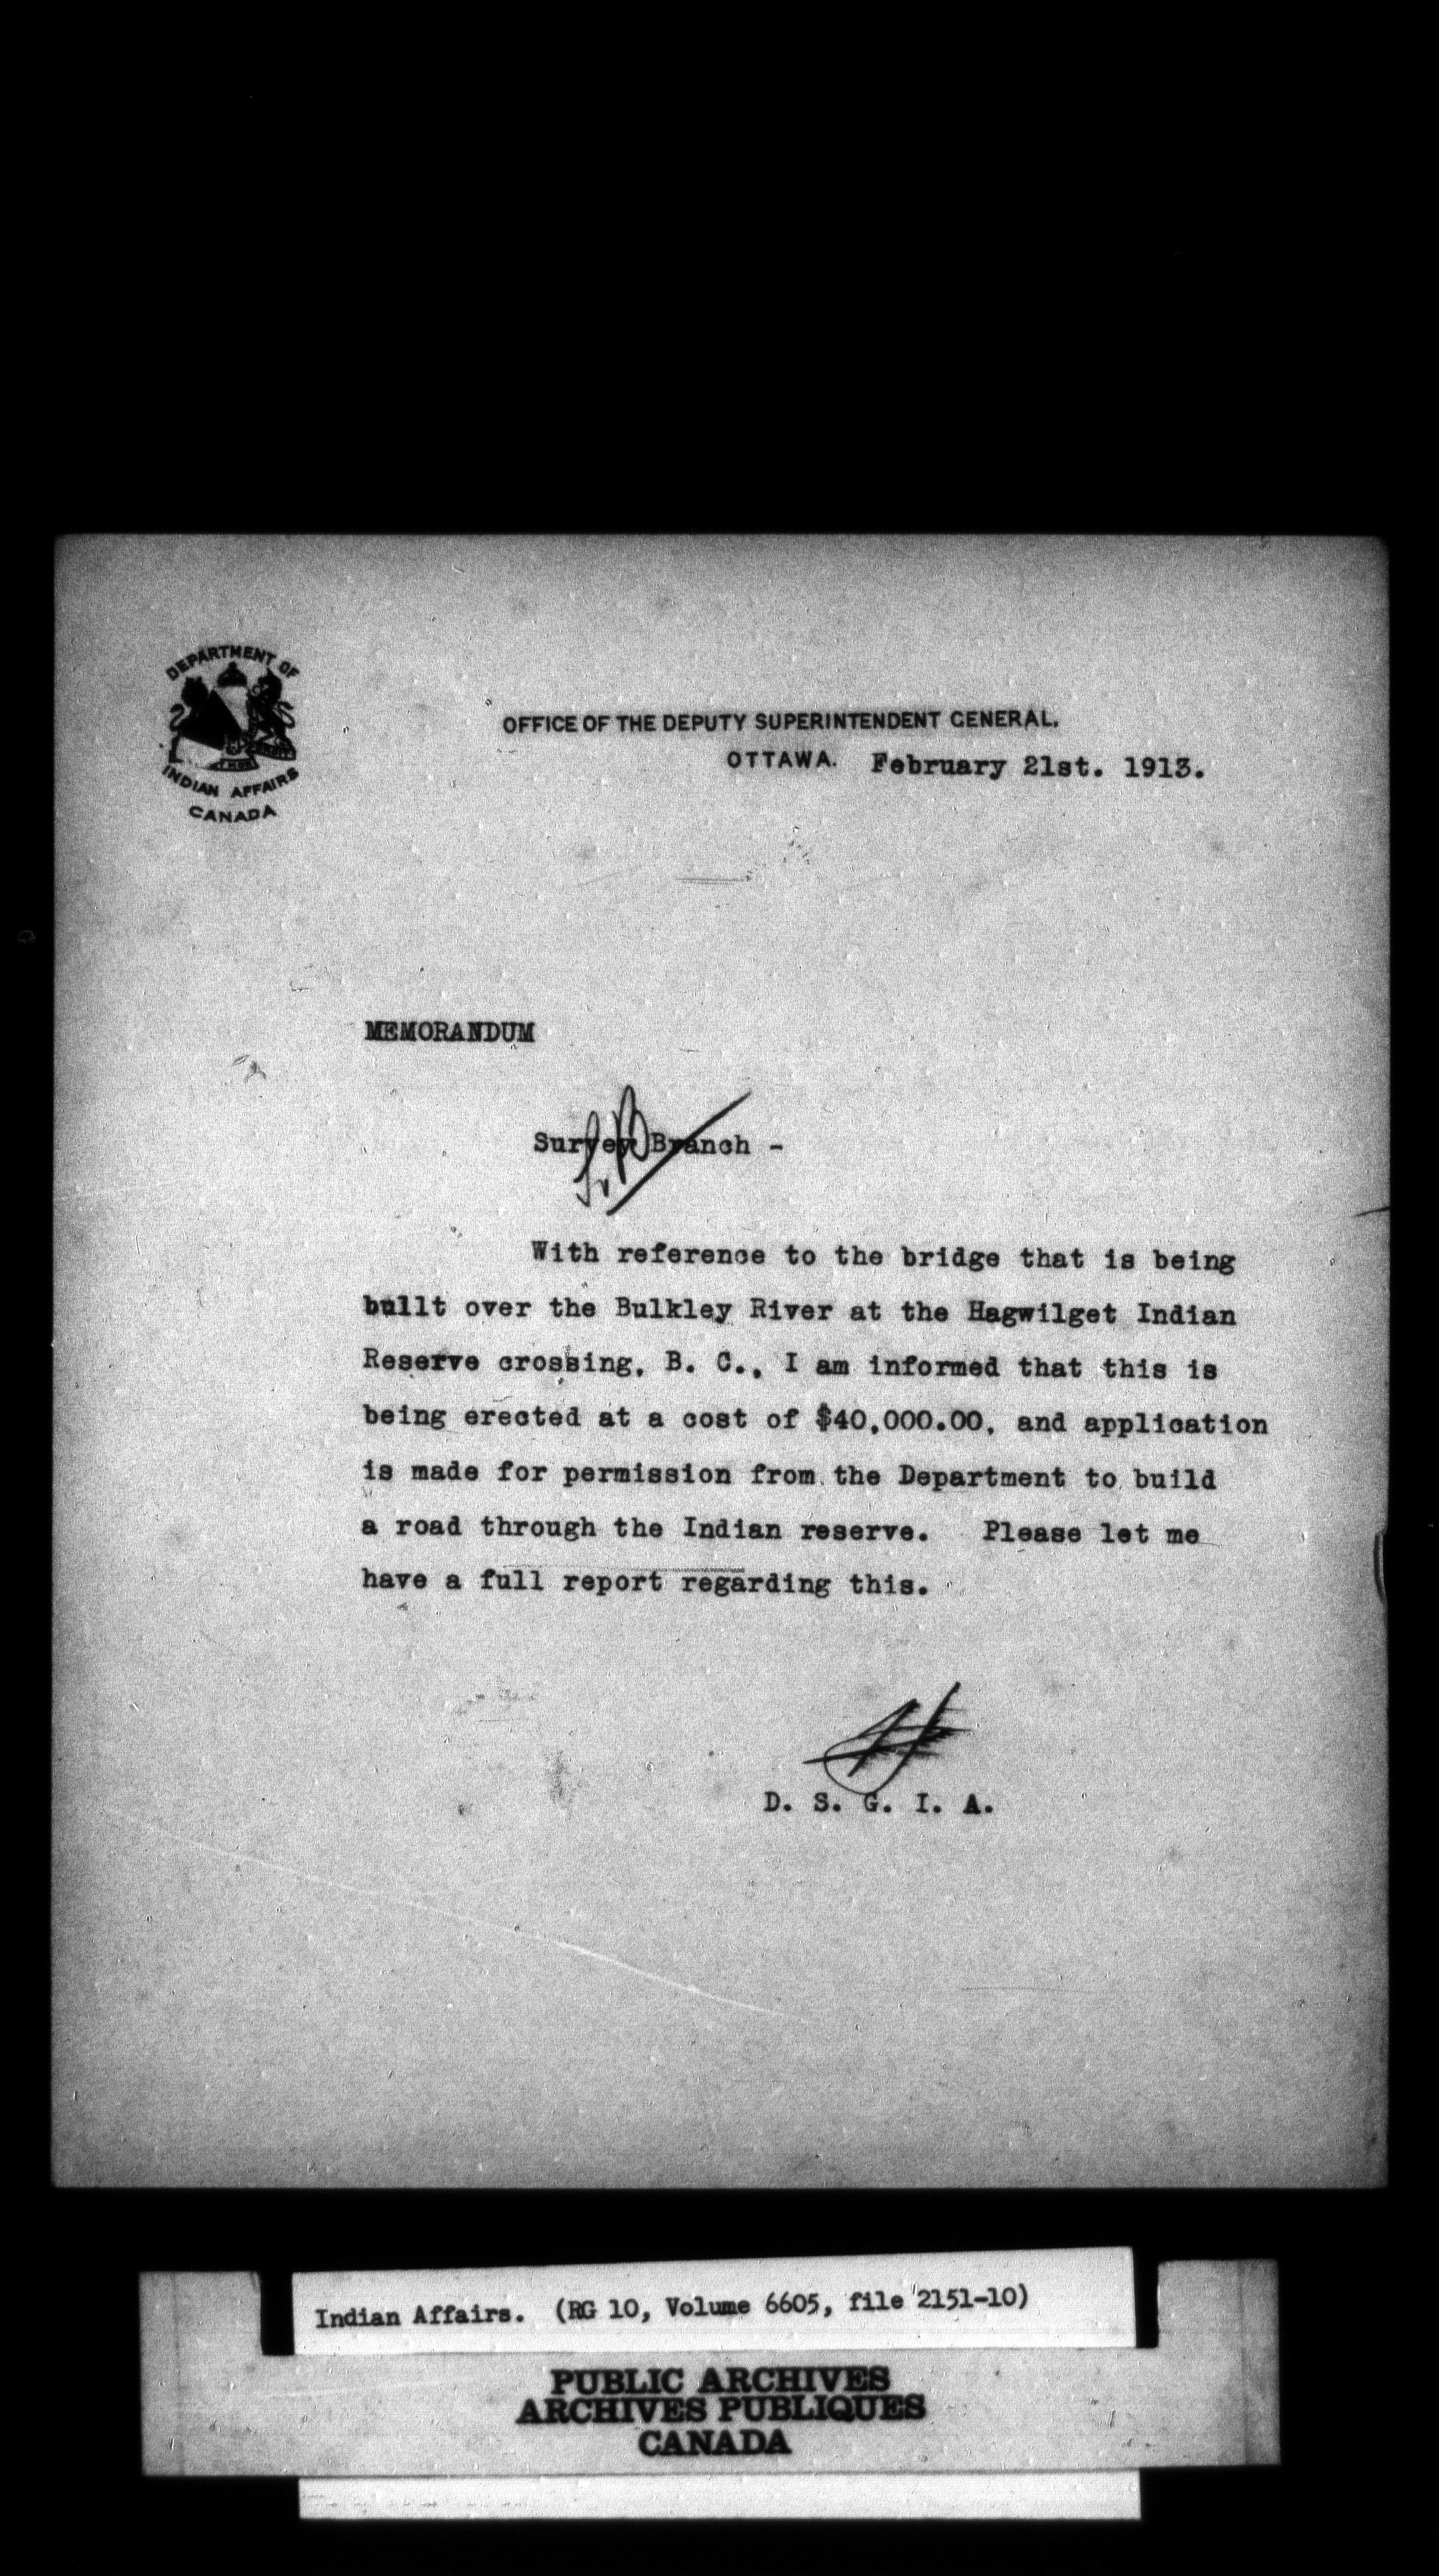 DEPARTMENT OF
INDIAN AFFAIRS
CANADA
OFFICE OF THE DEPUTY SUPERINTENDENT GENERAL.
OTTAWA. February 21st. 1913.
MEMORANDUM
Survey Branch -
With reference to the bridge that is being
built over the Bulkley River at the Hagwilget Indian
Reserve crossing, B. C., I am informed that this is
being erected at a cost of $40,000.00, and application
is made for permission from the Department to build
a road through the Indian reserve. Please let me
have a full report regarding this.
D. S. G. I. A.
Indian Affairs. (RG 10, Volume 6605, file 2151-10)
PUBLIC ARCHIVES
ARCHIVES PUBLIQUES
CANADA